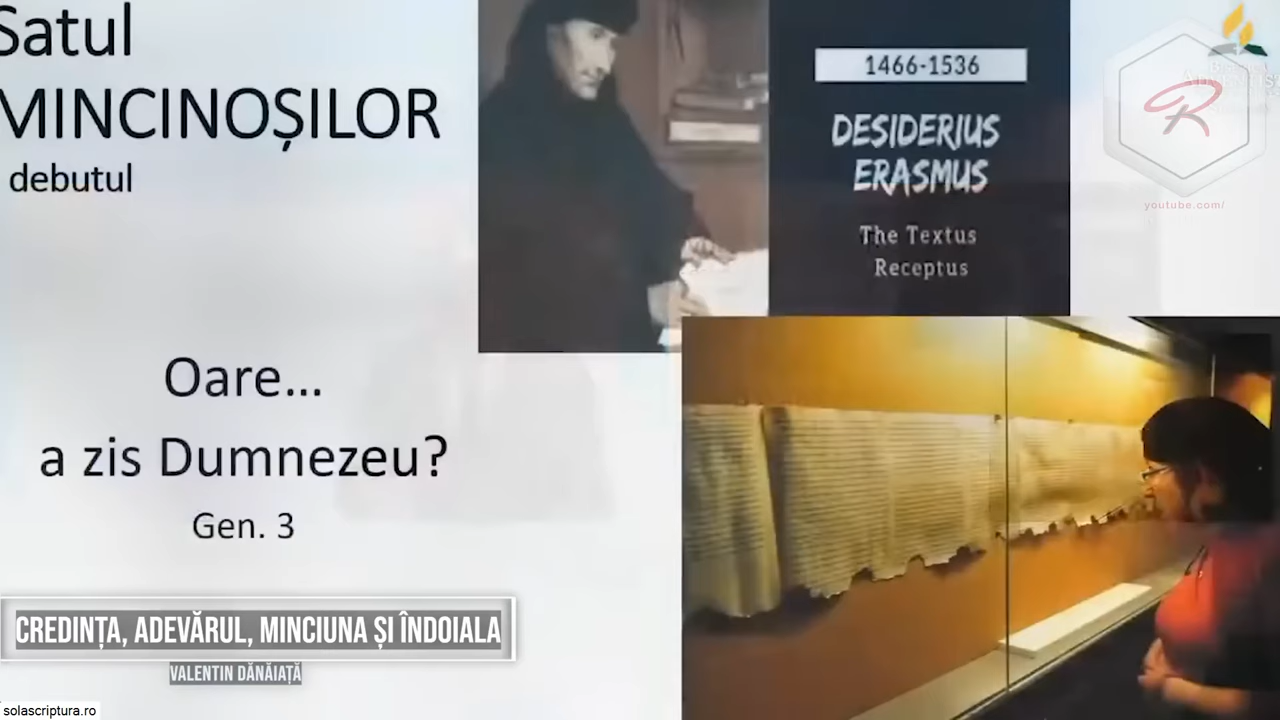 Satul
MINCINOȘILOR
debutul
Oare...
a zis Dumnezeu?
Gen. 3
1466-1536
DESIDERIUS
ERASMUS
The Textus
Receptus
R
youtube.com/
CREDINȚA, ADEVĂRUL, MINCIUNA ȘI ÎNDOIALA
VALENTIN DĂNĂIAȚĂ
solascriptura.ro